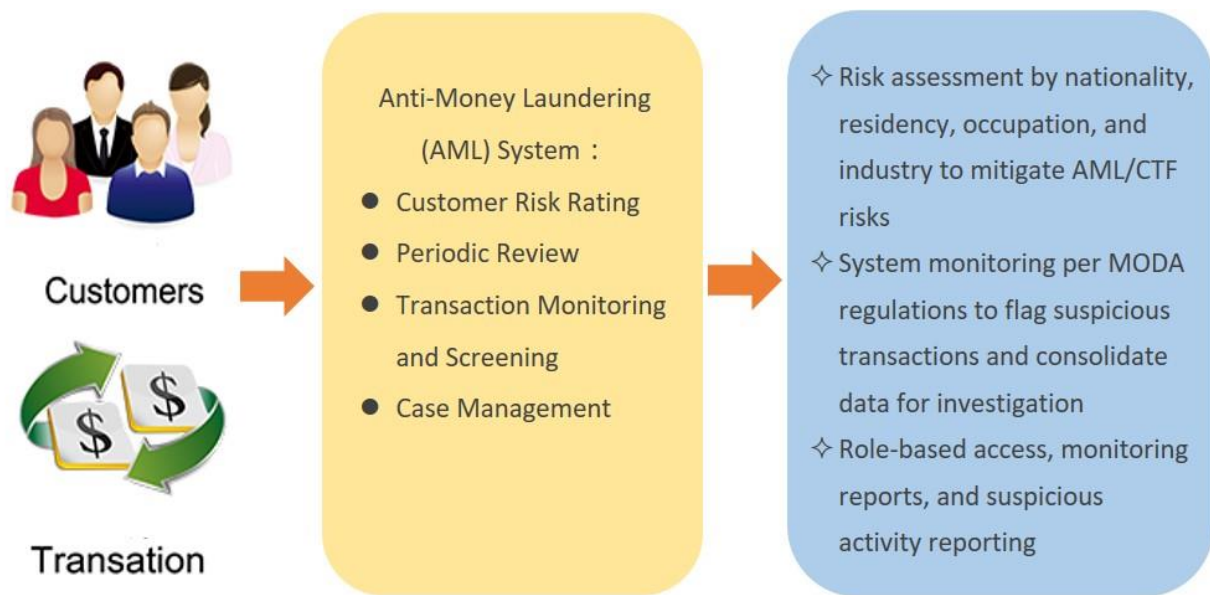 Customers
$
$
Transation
Anti-Money Laundering
(AML) System：
● Customer Risk Rating
● Periodic Review
● Transaction Monitoring
and Screening
● Case Management
✧ Risk assessment by nationality,
residency, occupation, and
industry to mitigate AML/CTF
risks
✧ System monitoring per MODA
regulations to flag suspicious
transactions and consolidate
data for investigation
✧ Role-based access, monitoring
reports, and suspicious
activity reporting